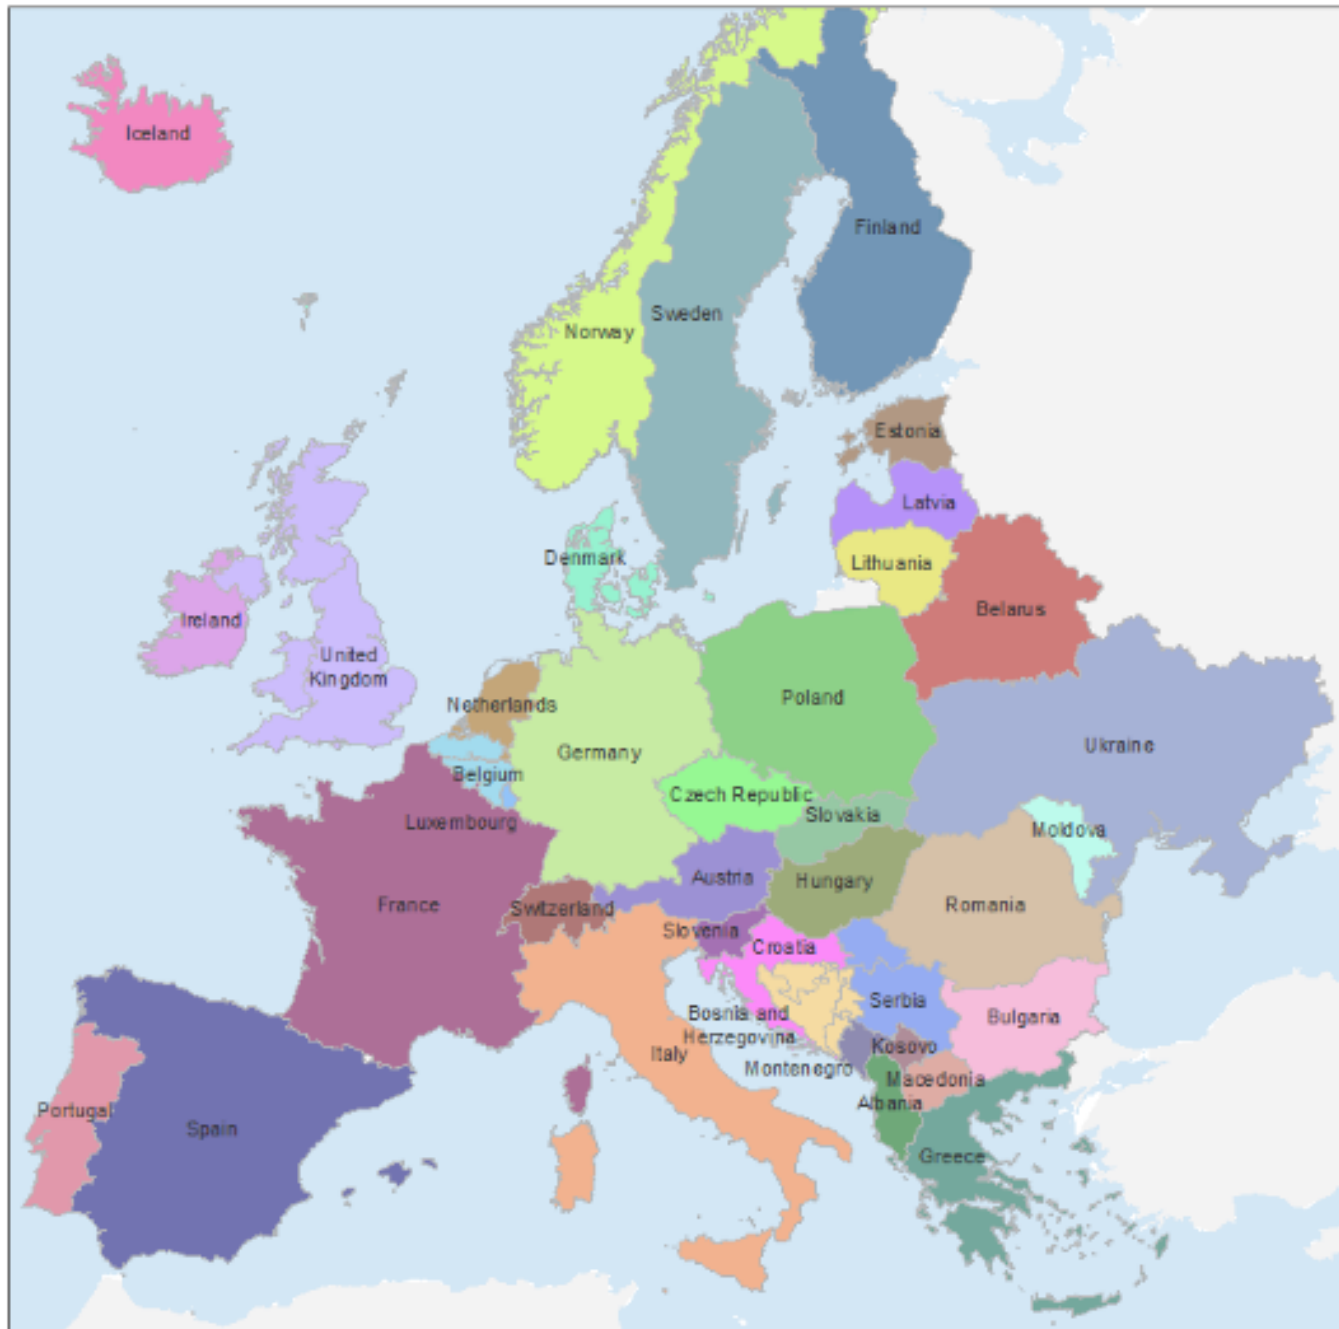 Iceland
Finland
Sweden
Norway
Estonia
Latvia
Denmark
Lithuania
Belarus
Ireland
United
Kingdom
Poland
Netherlands
Ukraine
Germany
Belgium
Czech Republic
Slovakia
Luxembourg
Moldova
Austria
Hungary
France
Switzerland
Romania
Slovenia
Croatia
Serbia
Bosnia and
Herzegovina
Bulgaria
Kosovo
Italy
Montenegro
Macedonia
Albania
Portugal
Spain
Greece